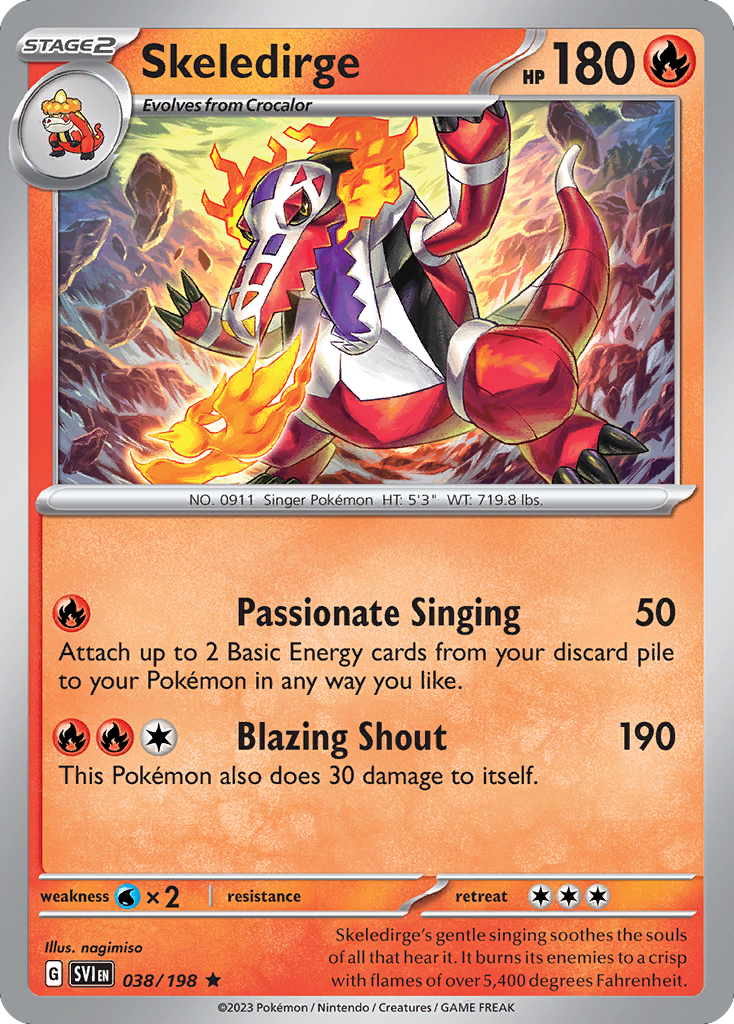 STAGE2
Skeledirge
HP 180
Evolves from Crocalor
NO. 0911 Singer Pokémon HT: 5'3" WT: 719.8 lbs.
Passionate Singing 50
Attach up to 2 Basic Energy cards from your discard pile
to your Pokémon in any way you like.
Blazing Shout 190
This Pokémon also does 30 damage to itself.
weakness ×2 resistance retreat
Illus. nagimiso
G SVI EN 038/198 ★
Skeledirge's gentle singing soothes the souls
of all that hear it. It burns its enemies to a crisp
with flames of over 5,400 degrees Fahrenheit.
©2023 Pokémon / Nintendo / Creatures / GAME FREAK